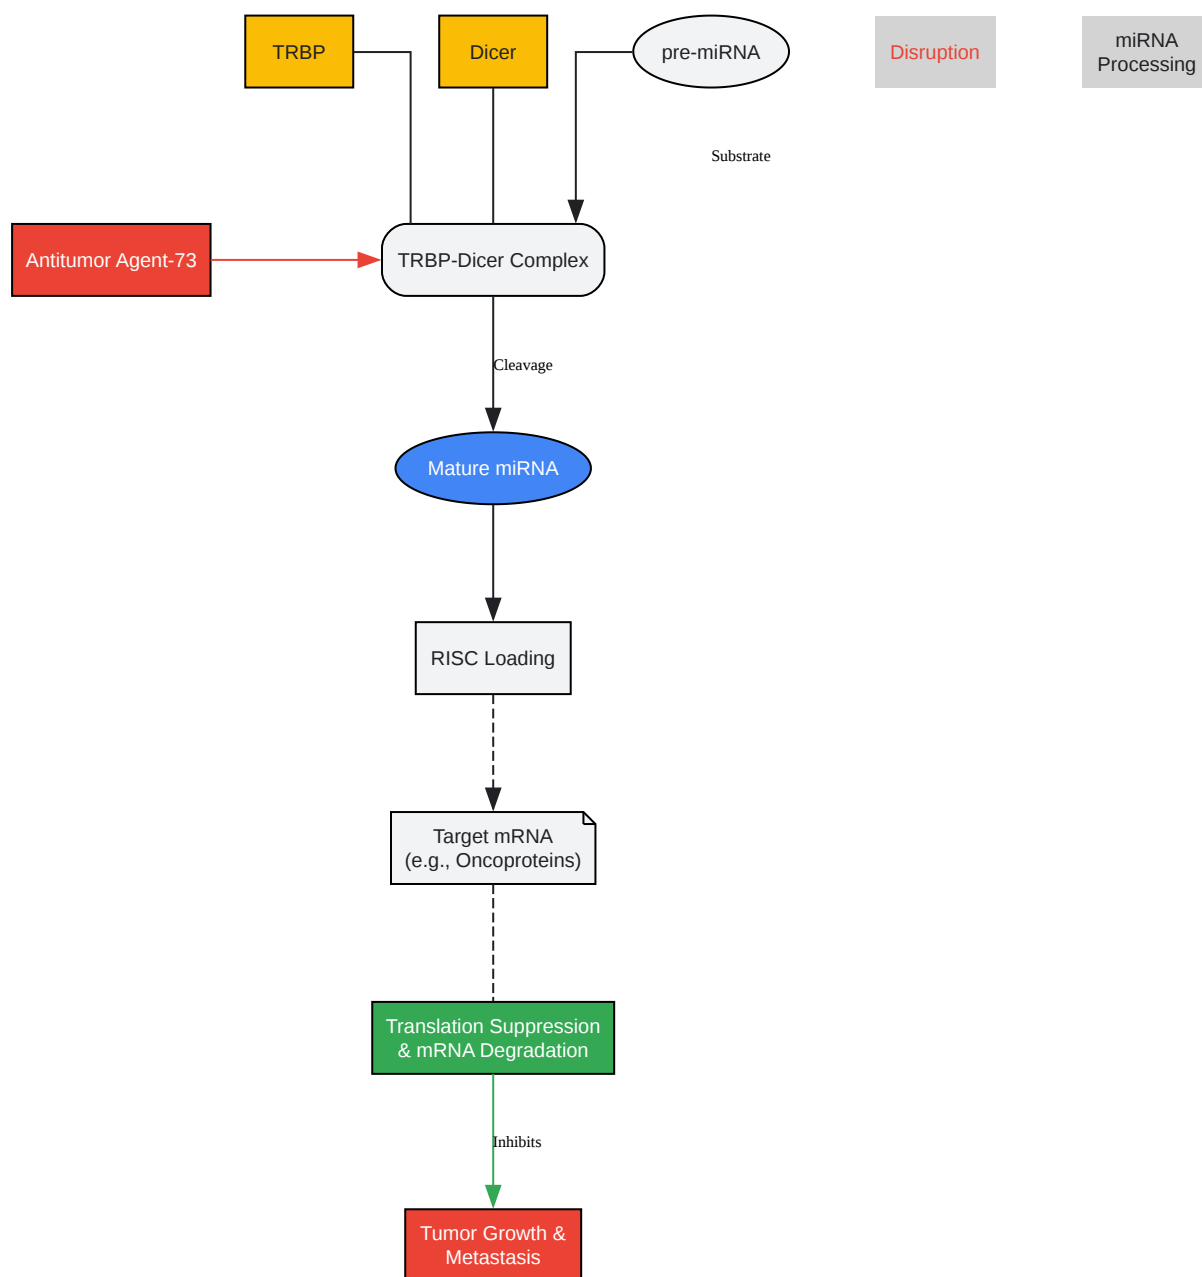 TRBP
Dicer
pre-miRNA
Disruption
miRNA
Processing
Substrate
Antitumor Agent-73
TRBP-Dicer Complex
Cleavage
Mature miRNA
RISC Loading
Target mRNA
(e.g., Oncoproteins)
Translation Suppression
& mRNA Degradation
Inhibits
Tumor Growth &
Metastasis